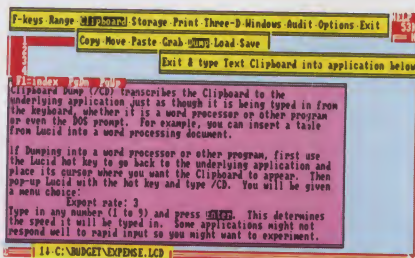 F-keys Range Clipboard Storage Print Three-D Windows Audit Options Exit
HELP
Copy Move Paste Grab Dump Load Save
Exit & type Text Clipboard into application below
F1=index PgDn PgUp
Clipboard Dump (/CD) transcribes the Clipboard to the
underlying application just as though it is being typed in from
the keyboard, whether it is a word processor or other program
or even the DOS prompt. For example, you can insert a table
from Lucid into a word processing document.
If Dumping into a word processor or other program, first use
the Lucid hot key to go back to the underlying application and
place its cursor where you want the Clipboard to appear. Then
pop-up Lucid with the hot key and type /CD. You will be given
a menu choice:
Export rate: 3
Type in any number (1 to 9) and press Enter. This determines
the speed it will be typed in. Some applications might not
respond well to rapid input so you might want to experiment.
14-C:\BUDGET\EXPENSE.LCD